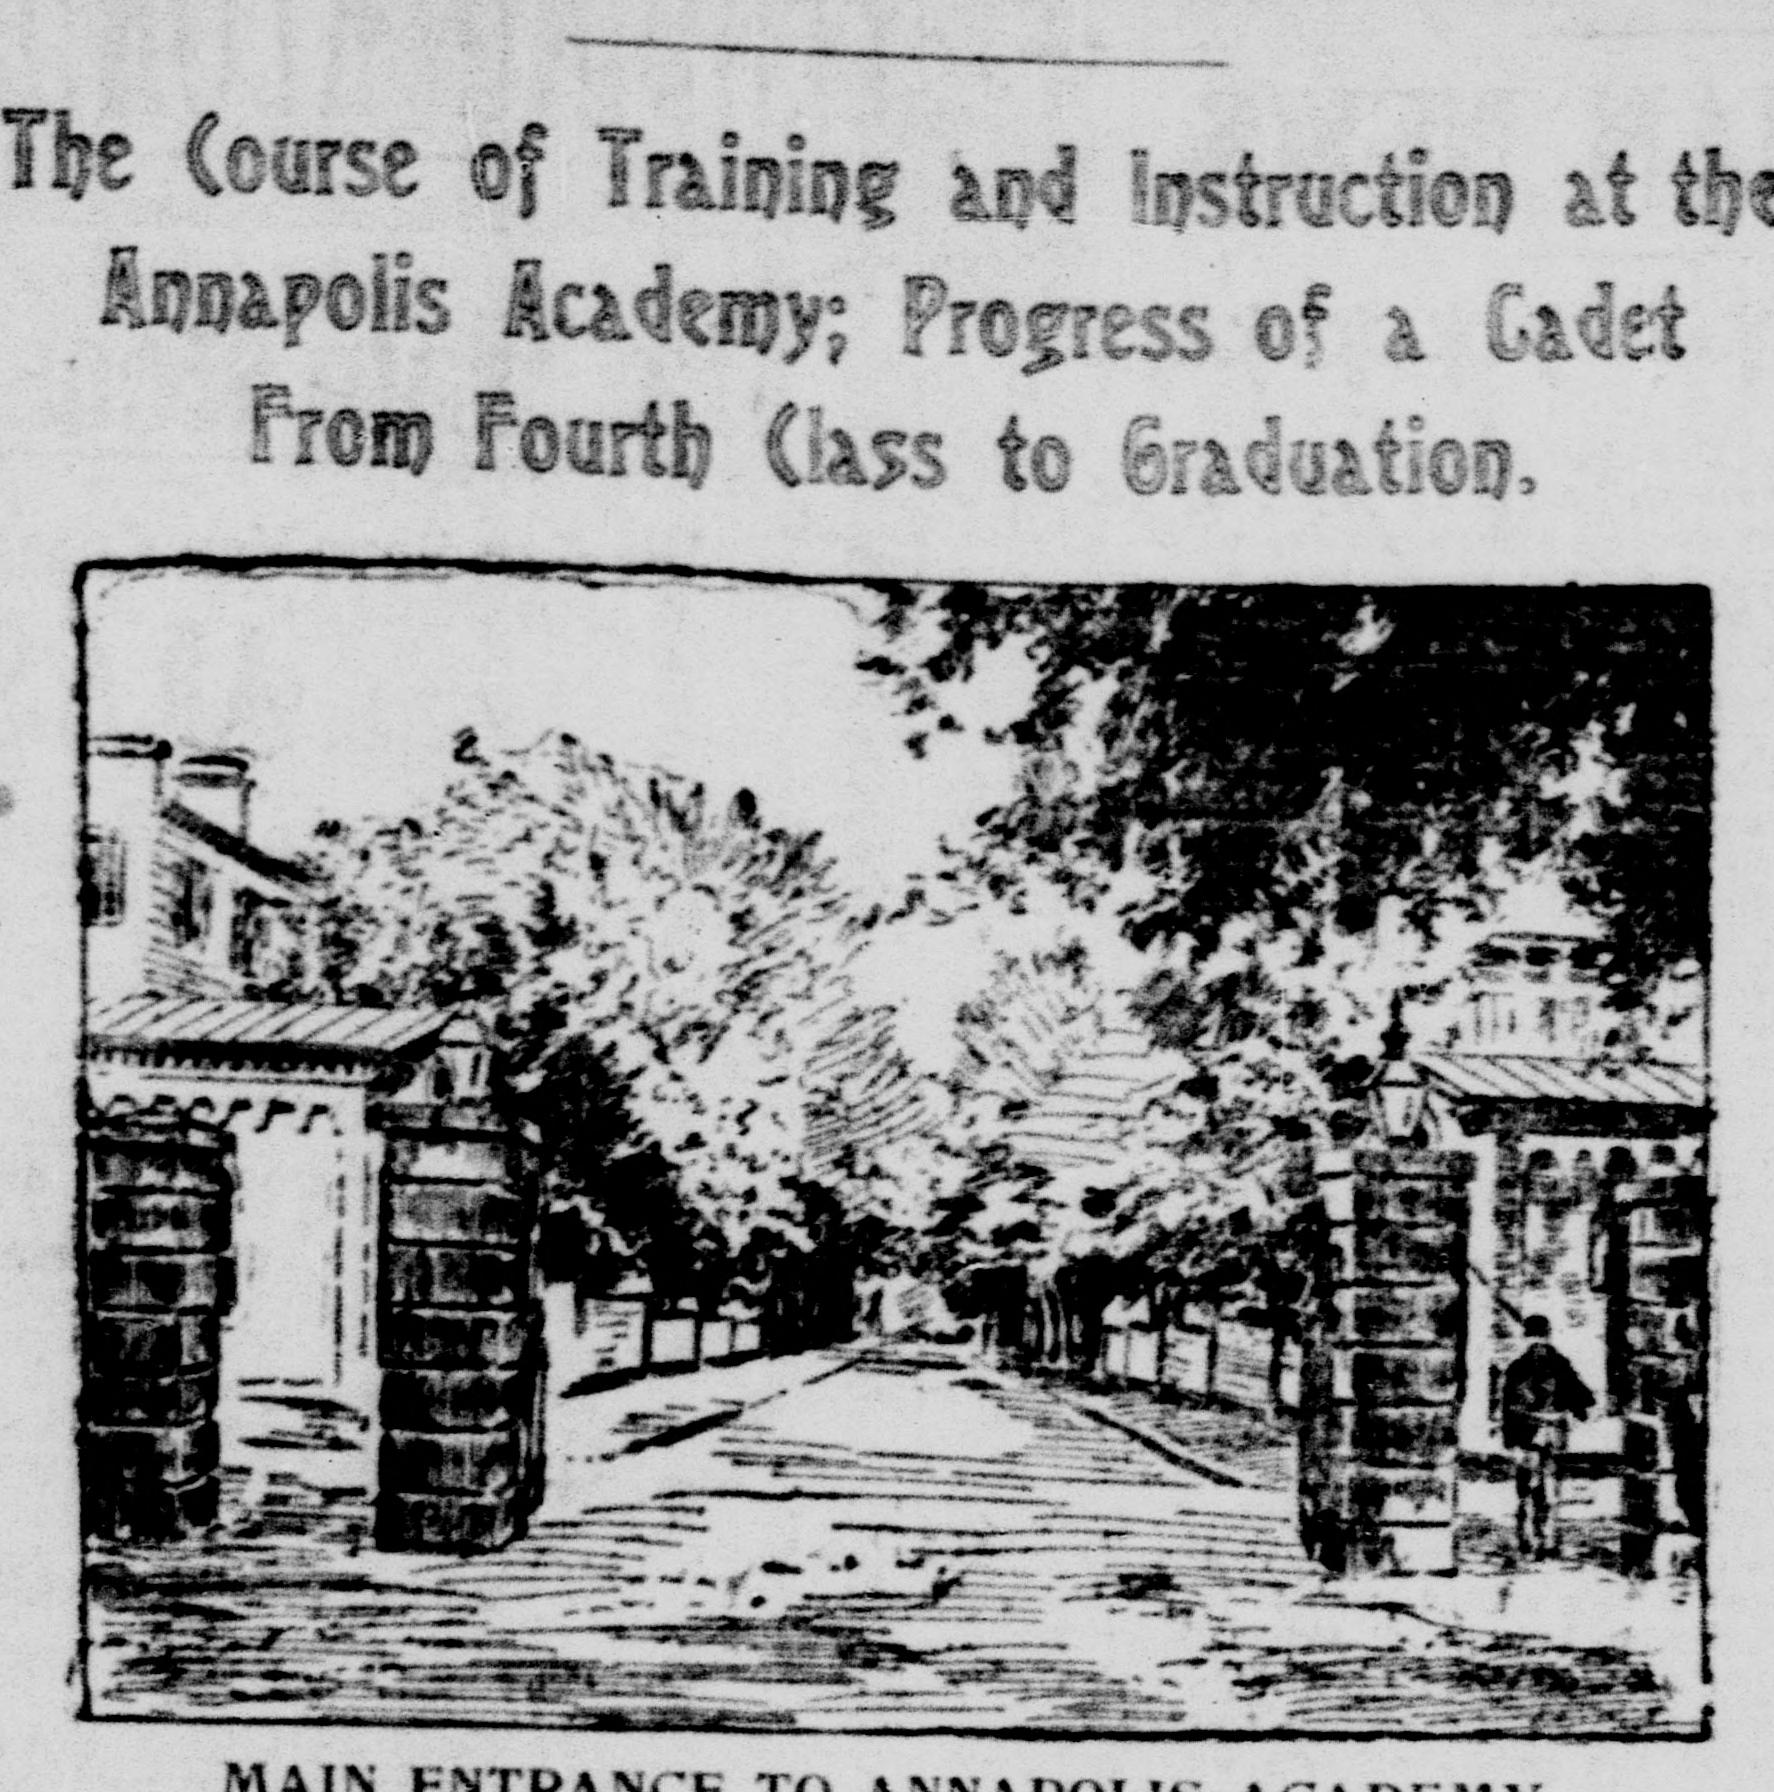 The Course of Training and Instruction at the
Annapolis Academy; Progress of a Cadet
From Fourth Class to Graduation.
MAIN ENTRANCE TO ANNAPOLIS ACADEMY